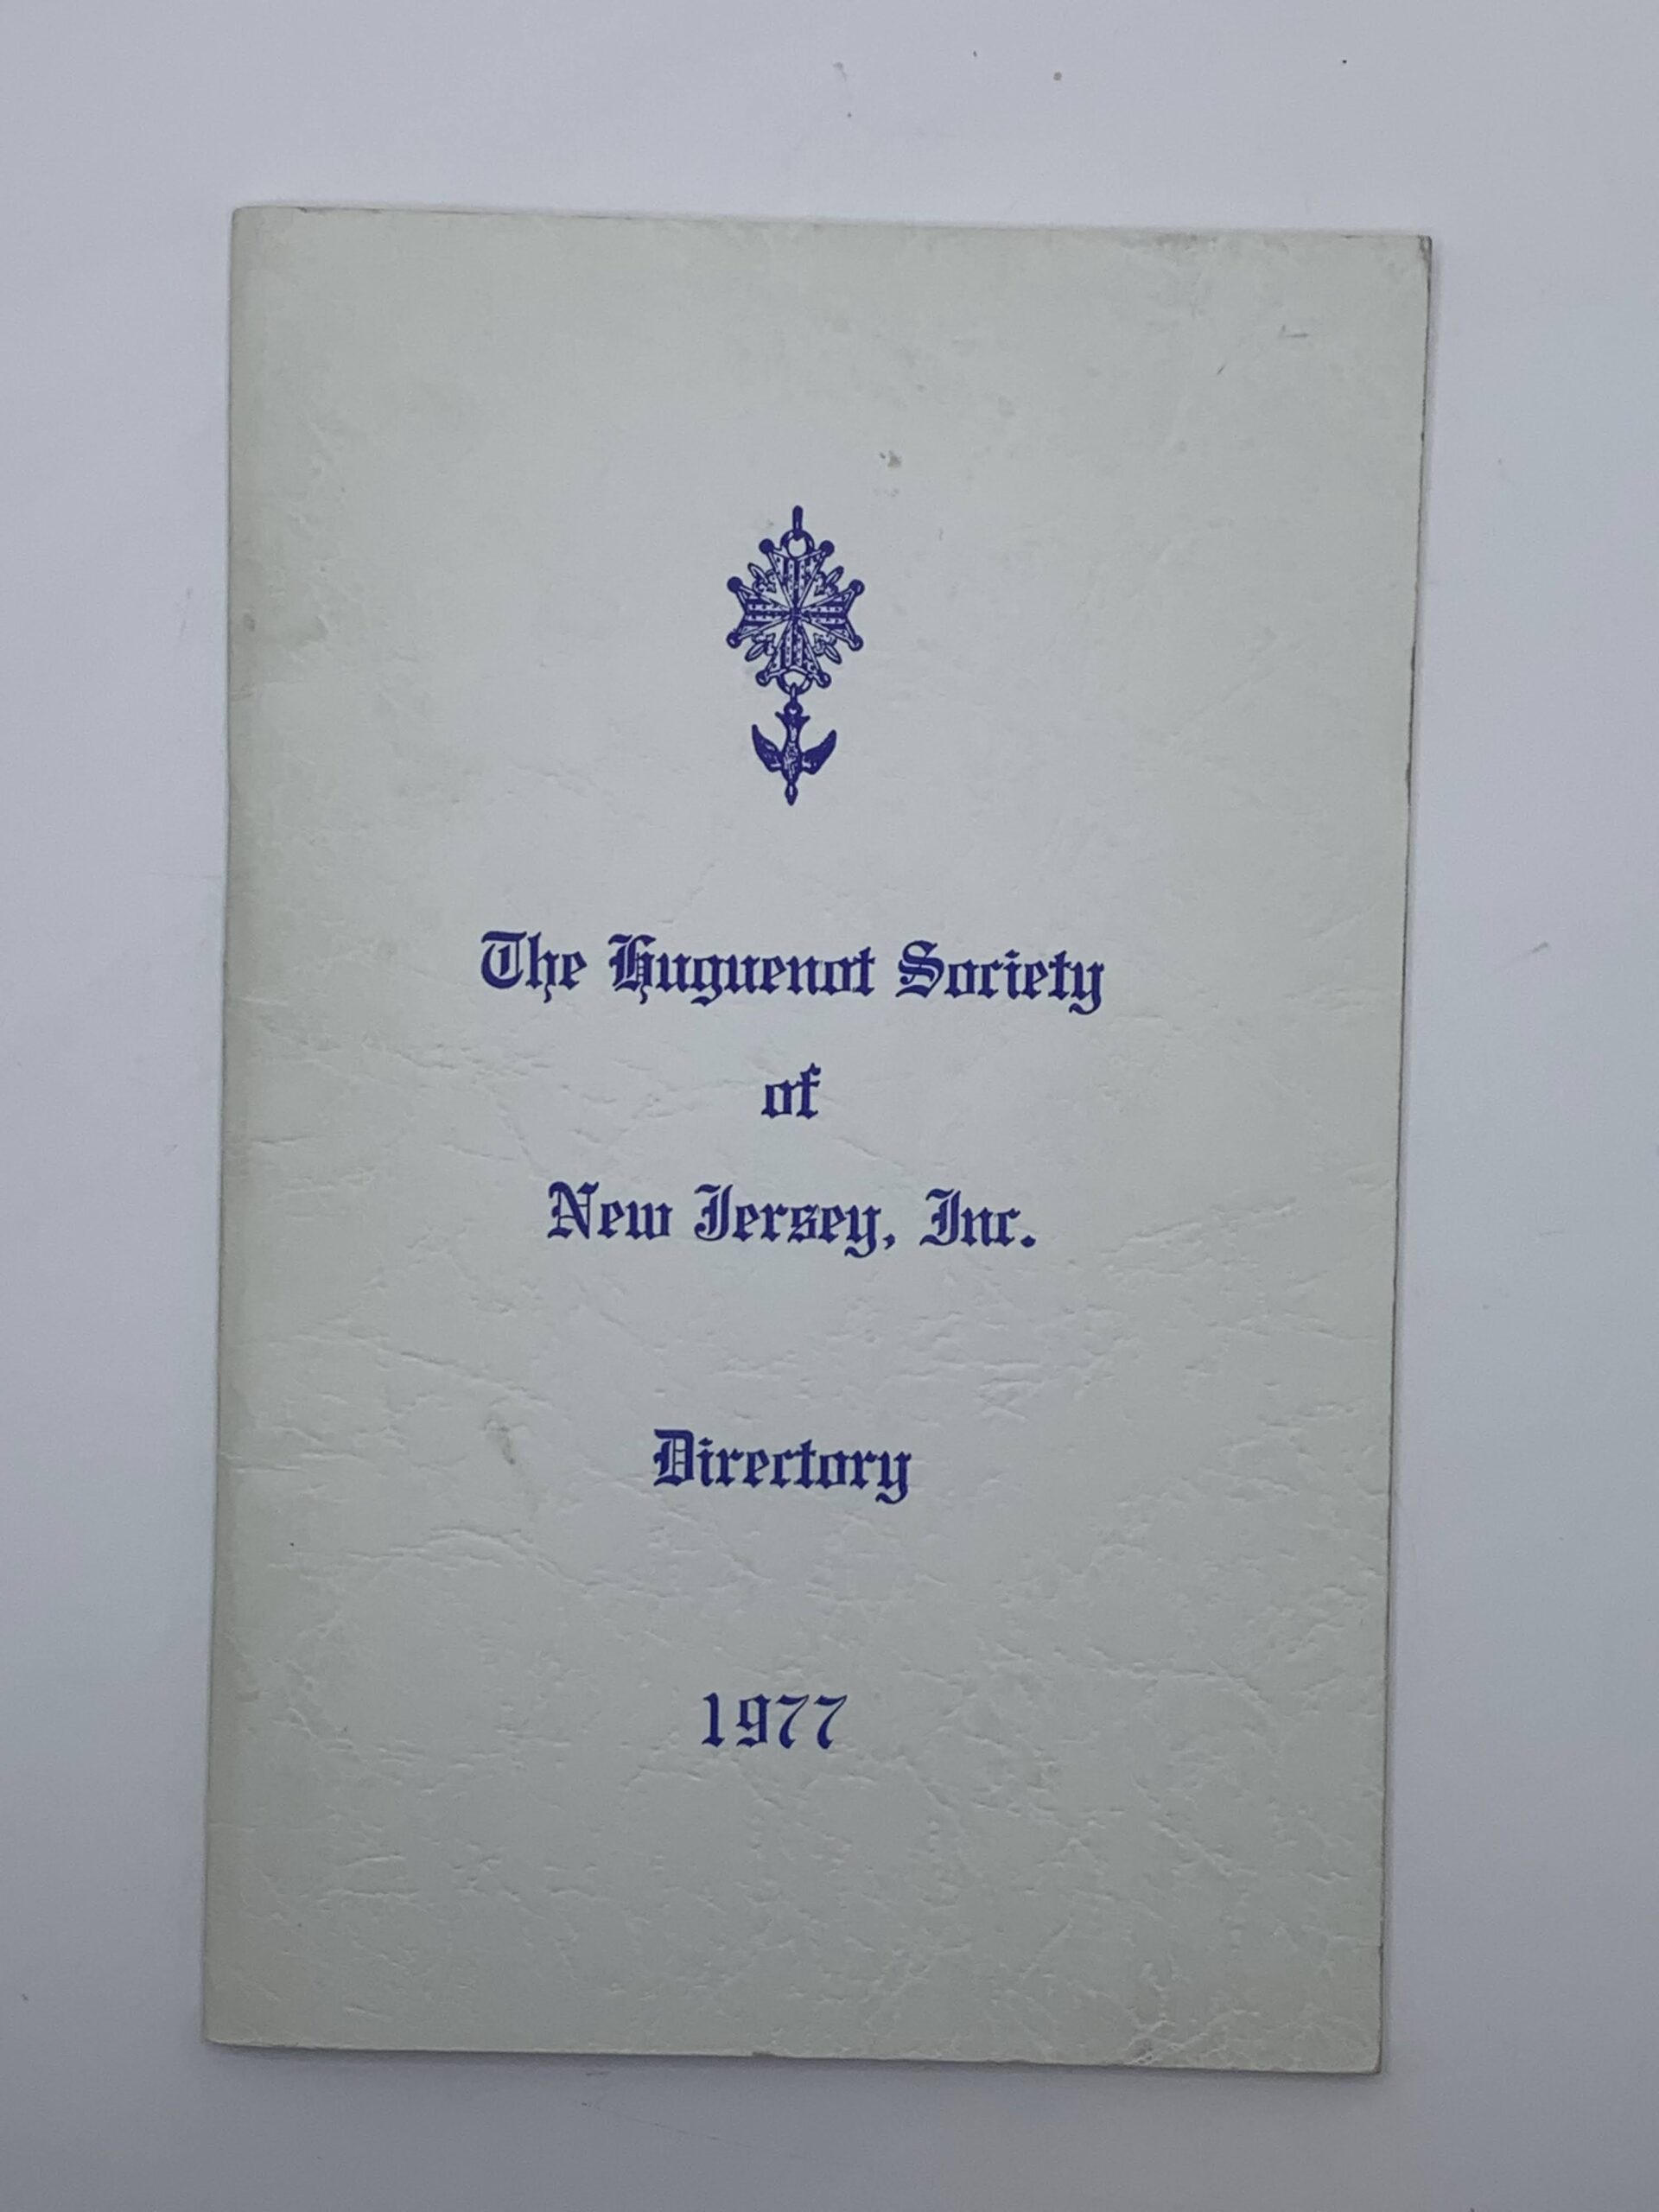 The Huguenot Society
of
New Jersey, Inc.
Directory
1977